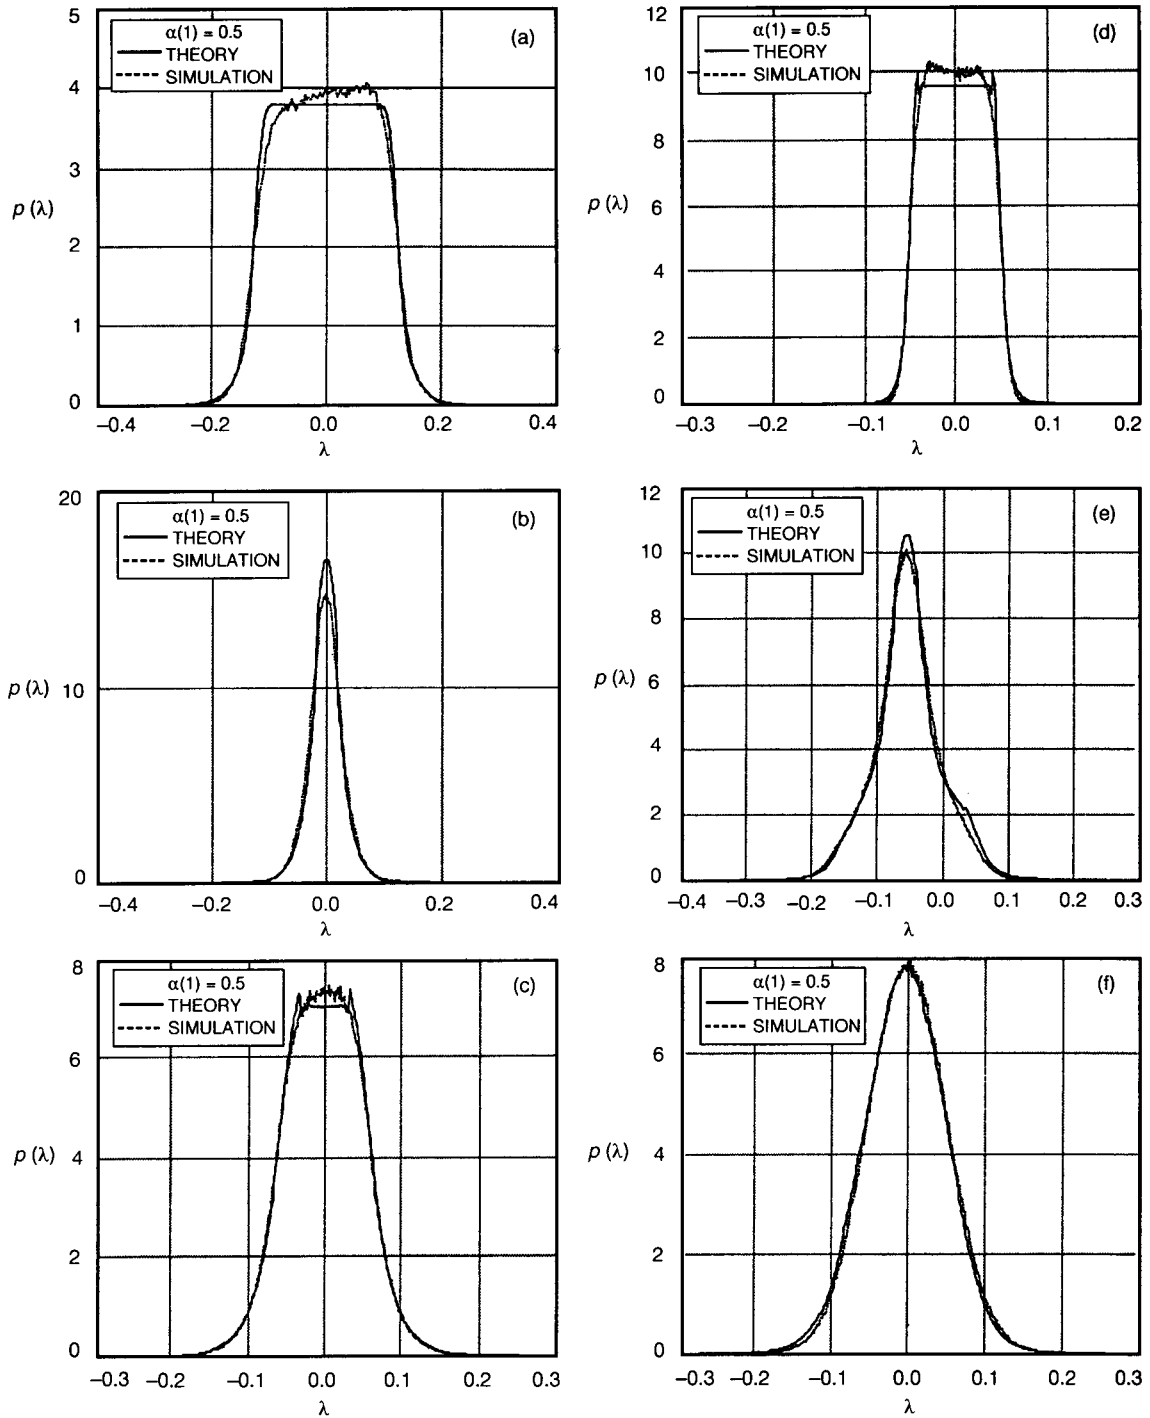 5
α(1) = 0.5
THEORY
SIMULATION
(a)
4
3
p (λ)
2
1
0
−0.4 −0.2 0.0 0.2 0.4
λ
12
α(1) = 0.5
THEORY
SIMULATION
(d)
10
8
p (λ)
6
4
2
0
−0.3 −0.2 −0.1 0.0 0.1 0.2
λ
20
α(1) = 0.5
THEORY
SIMULATION
(b)
p (λ)
10
0
−0.4 −0.2 0.0 0.2 0.4
λ
12
α(1) = 0.5
THEORY
SIMULATION
(e)
10
8
p (λ)
6
4
2
0
−0.4 −0.3 −0.2 −0.1 0.0 0.1 0.2 0.3
λ
8
α(1) = 0.5
THEORY
SIMULATION
(c)
6
p (λ)
4
2
0
−0.3 −0.2 −0.1 0.0 0.1 0.2 0.3
λ
8
α(1) = 0.5
THEORY
SIMULATION
(f)
6
p (λ)
4
2
0
−0.3 −0.2 −0.1 0.0 0.1 0.2 0.3
λ